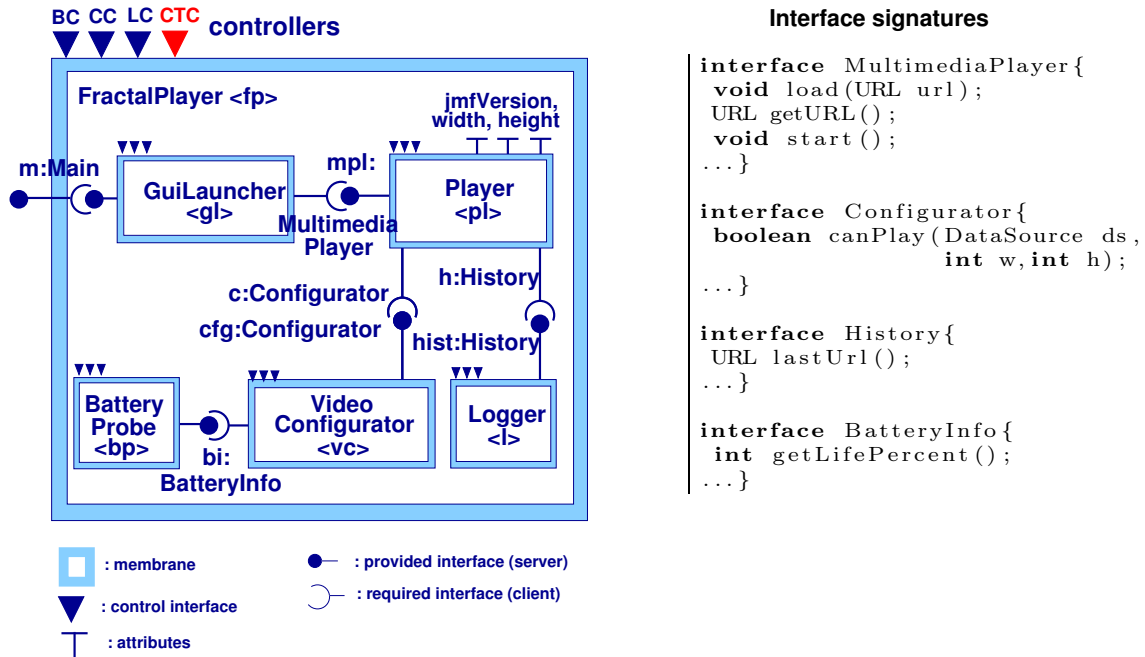 BC CC LC CTC
controllers
FractalPlayer <fp>
jmfVersion,
width, height
m:Main
GuiLauncher
<gl>
mpl:
Multimedia
Player
Player
<pl>
c:Configurator
h:History
cfg:Configurator
hist:History
Battery
Probe
<bp>
bi:
BatteryInfo
Video
Configurator
<vc>
Logger
<l>
: membrane
: control interface
: attributes
: provided interface (server)
: required interface (client)
Interface signatures
interface MultimediaPlayer{
void load(URL url);
URL getURL();
void start();
...}
interface Configurator{
boolean canPlay(DataSource ds,
int w,int h);
...}
interface History{
URL lastUrl();
...}
interface BatteryInfo{
int getLifePercent();
...}